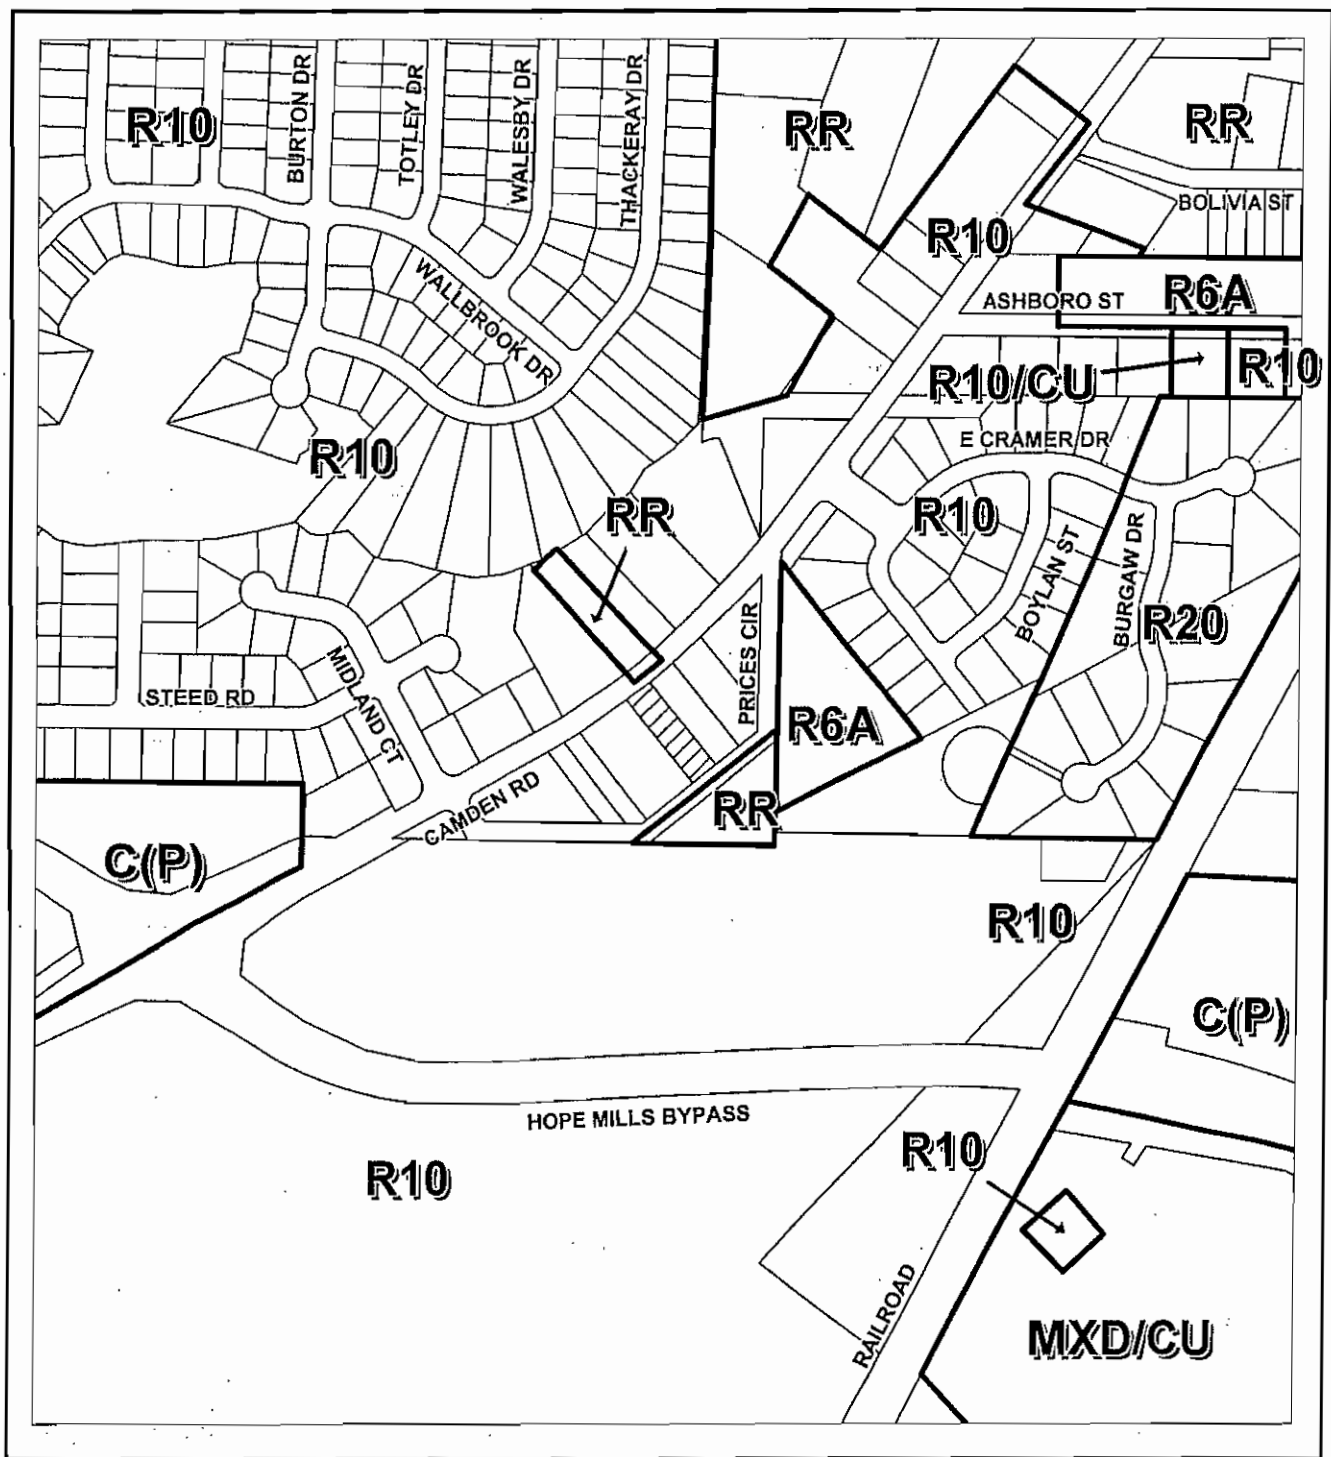 R10
BURTON DR
TOTLEY DR
WALESBY DR
THACKERAY DR
RR
RR
BOLIVIA ST
R10
WALLBROOK DR
ASHBORO ST
R6A
R10/CU
R10
E CRAMER DR
R10
RR
R10
BOYLAN ST
BURGAW DR
R20
PRICES CIR
MIDLAND CT
STEED RD
R6A
CAMDEN RD
RR
C(P)
R10
C(P)
HOPE MILLS BYPASS
R10
R10
RAILROAD
MXD/CU